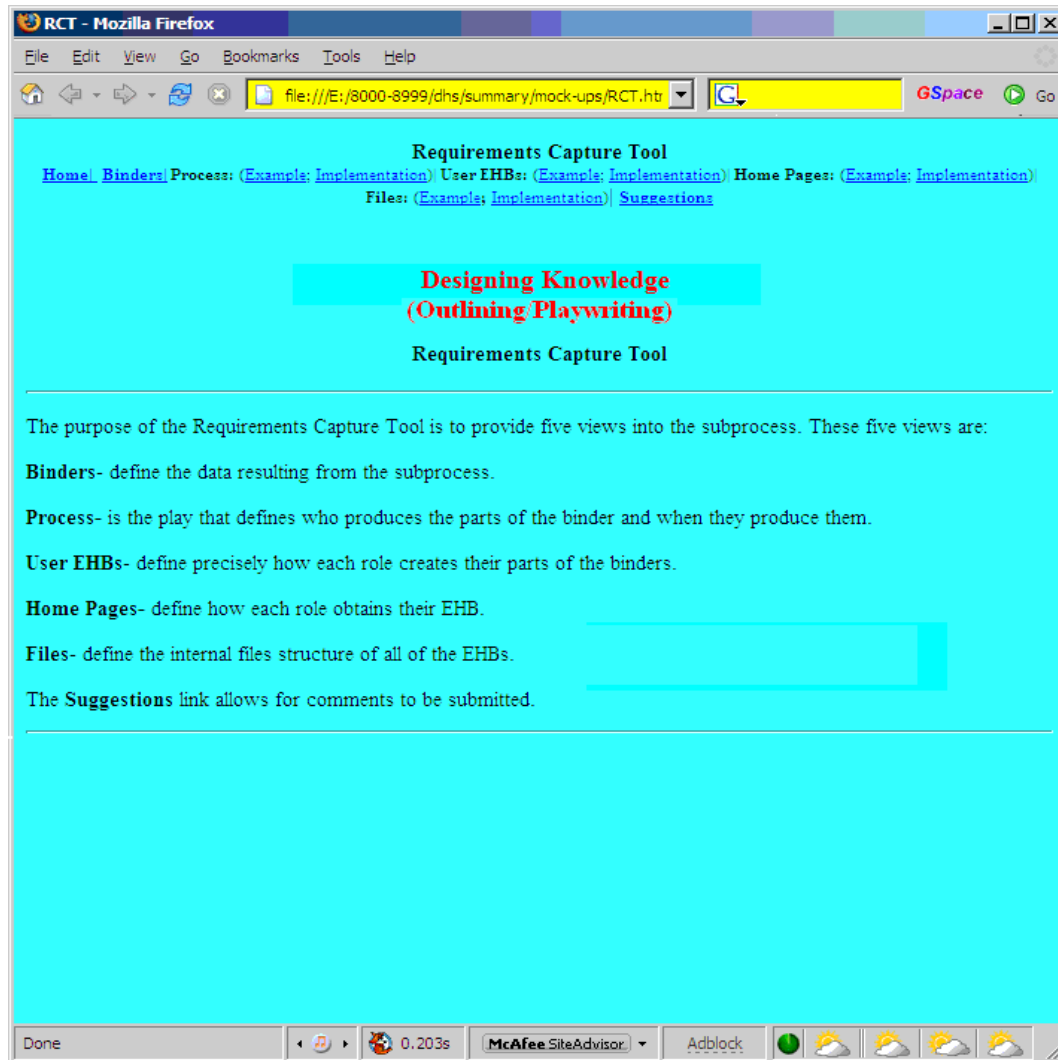 RCT - Mozilla Firefox
File Edit View Go Bookmarks Tools Help
file:///E:/8000-8999/dhs/summary/mock-ups/RCT.htr G GSpace Go
Requirements Capture Tool
Home| Binders| Process: (Example; Implementation)| User EHBs: (Example; Implementation)| Home Pages: (Example; Implementation)|
Files: (Example; Implementation)| Suggestions
Designing Knowledge
(Outlining/Playwriting)
Requirements Capture Tool
The purpose of the Requirements Capture Tool is to provide five views into the subprocess. These five views are:
Binders- define the data resulting from the subprocess.
Process- is the play that defines who produces the parts of the binder and when they produce them.
User EHBs- define precisely how each role creates their parts of the binders.
Home Pages- define how each role obtains their EHB.
Files- define the internal files structure of all of the EHBs.
The Suggestions link allows for comments to be submitted.
Done 0.203s McAfee SiteAdvisor Adblock